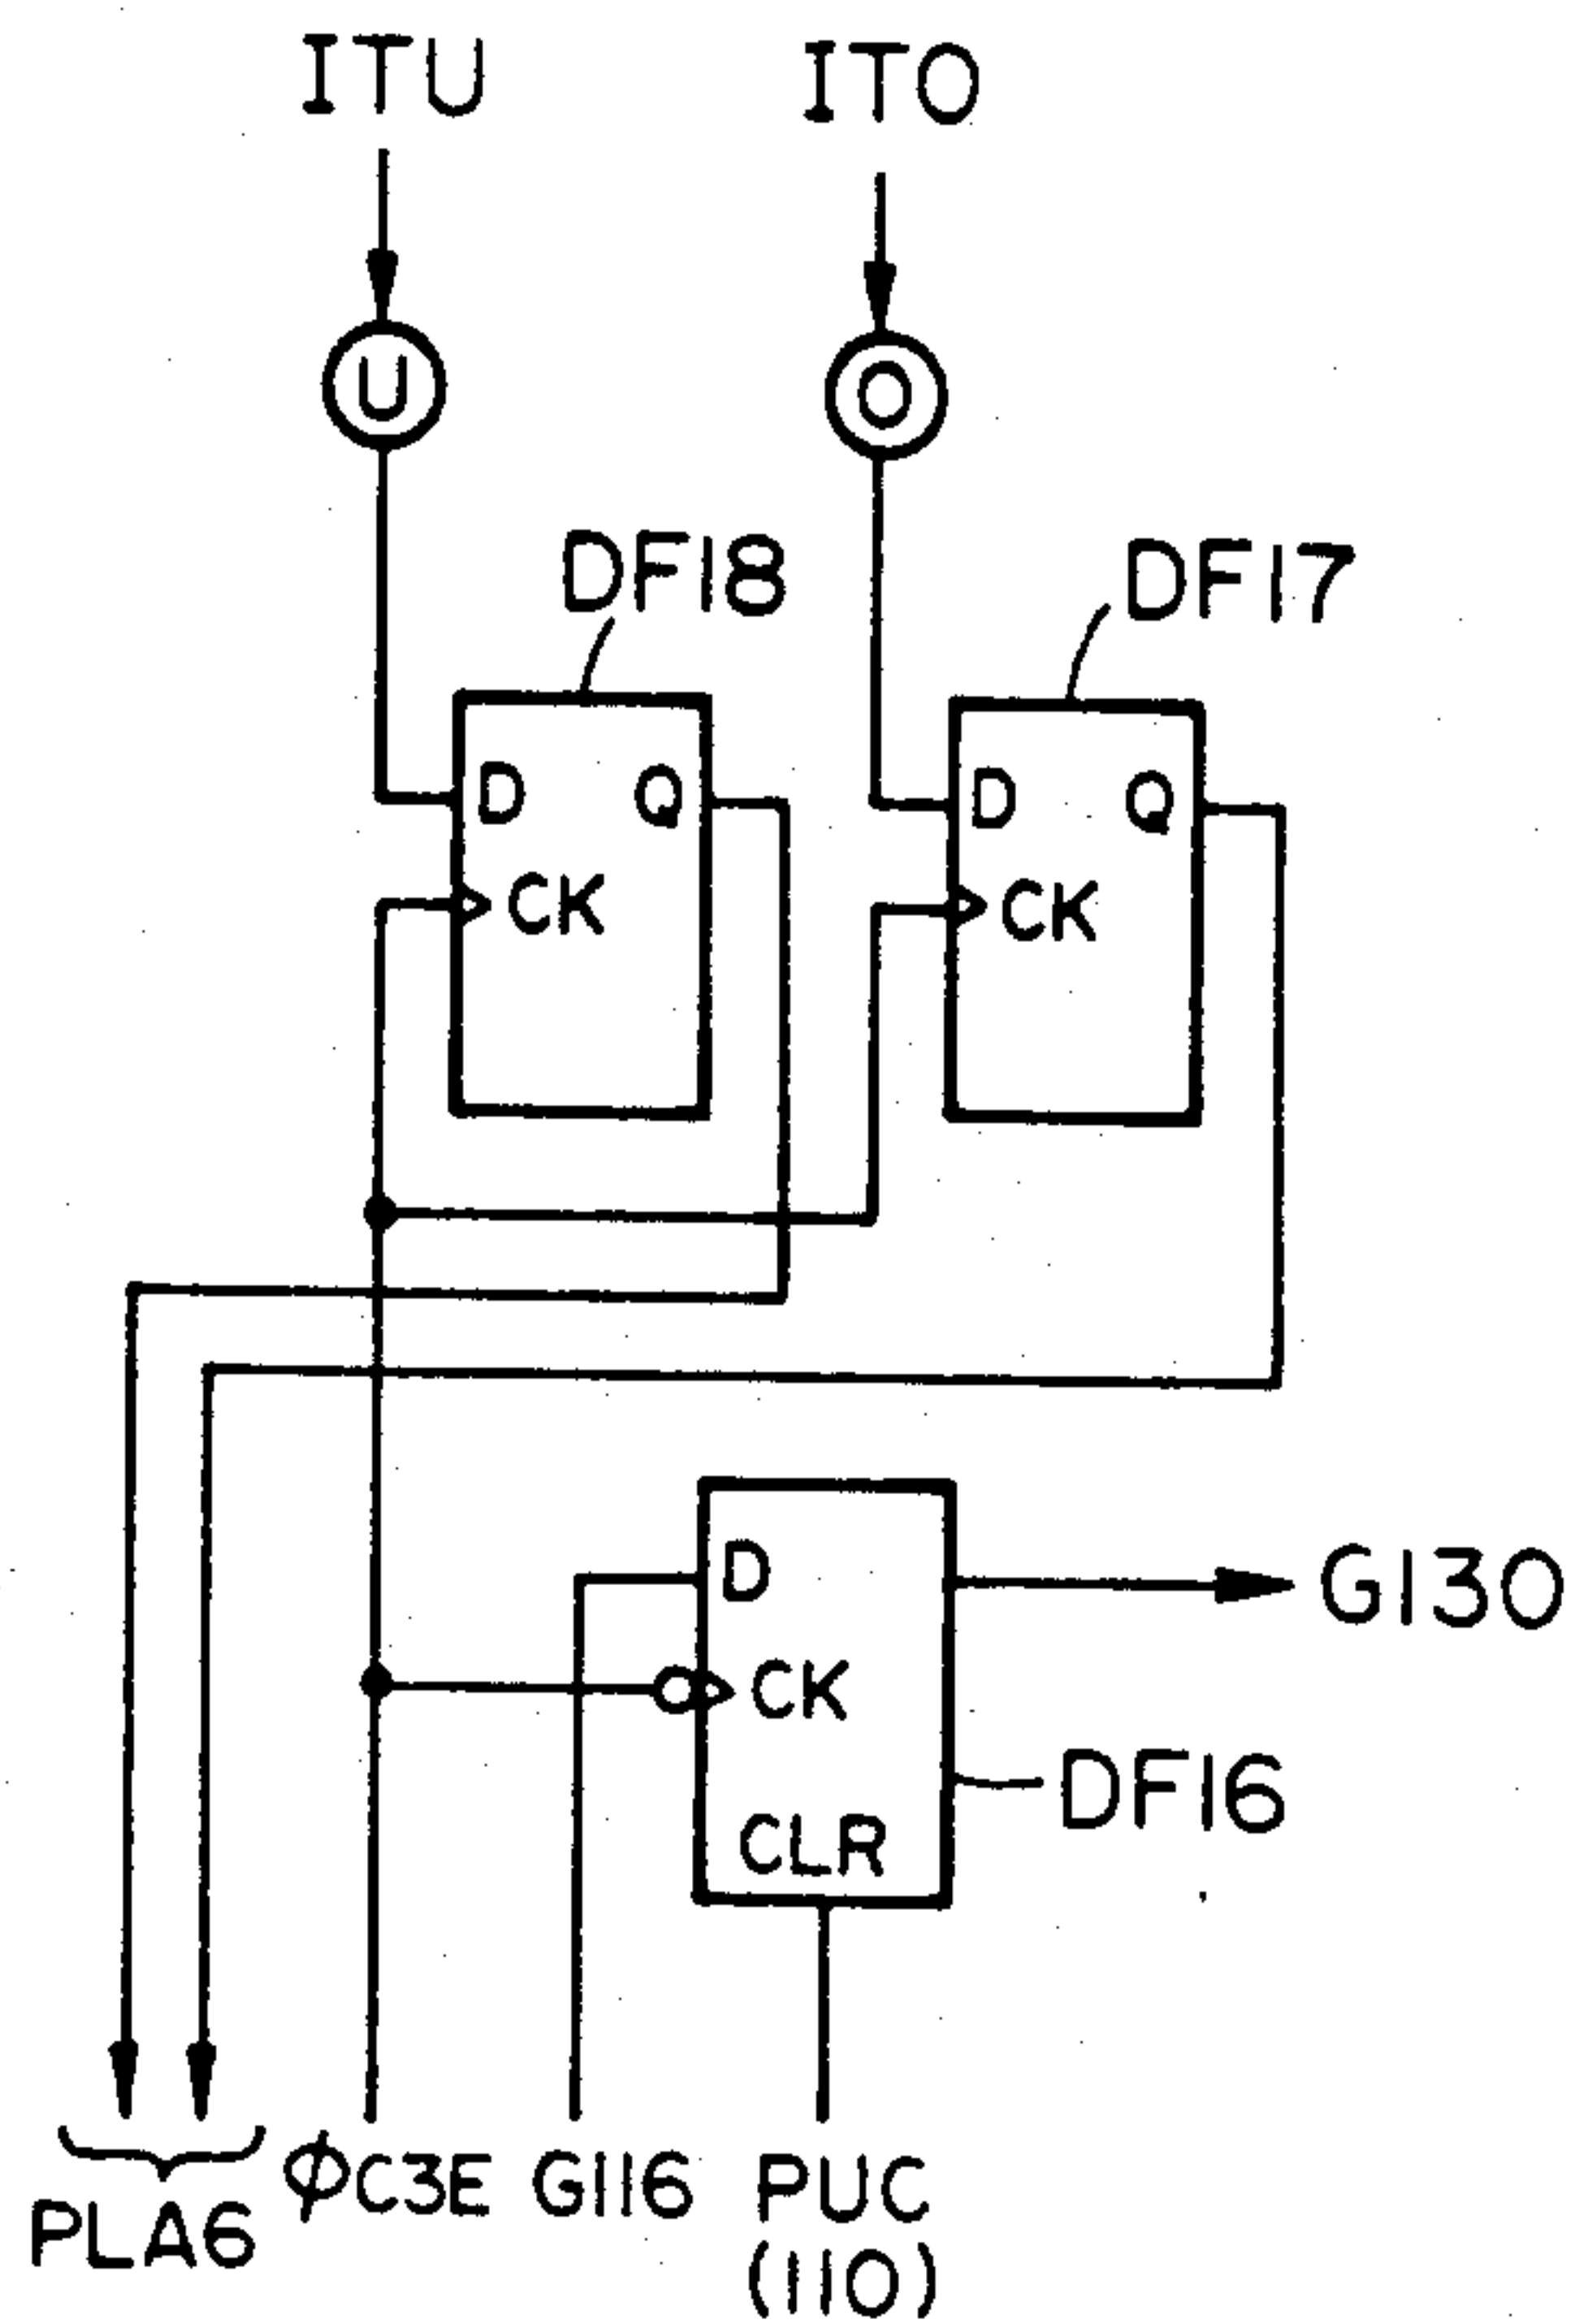 ITU
ITO
U
O
DF18
DF17
D Q
CK
D Q
CK
D
CK
CLR
G130
DF16
PLA6
ϕC3E
G116
PUC
(110)